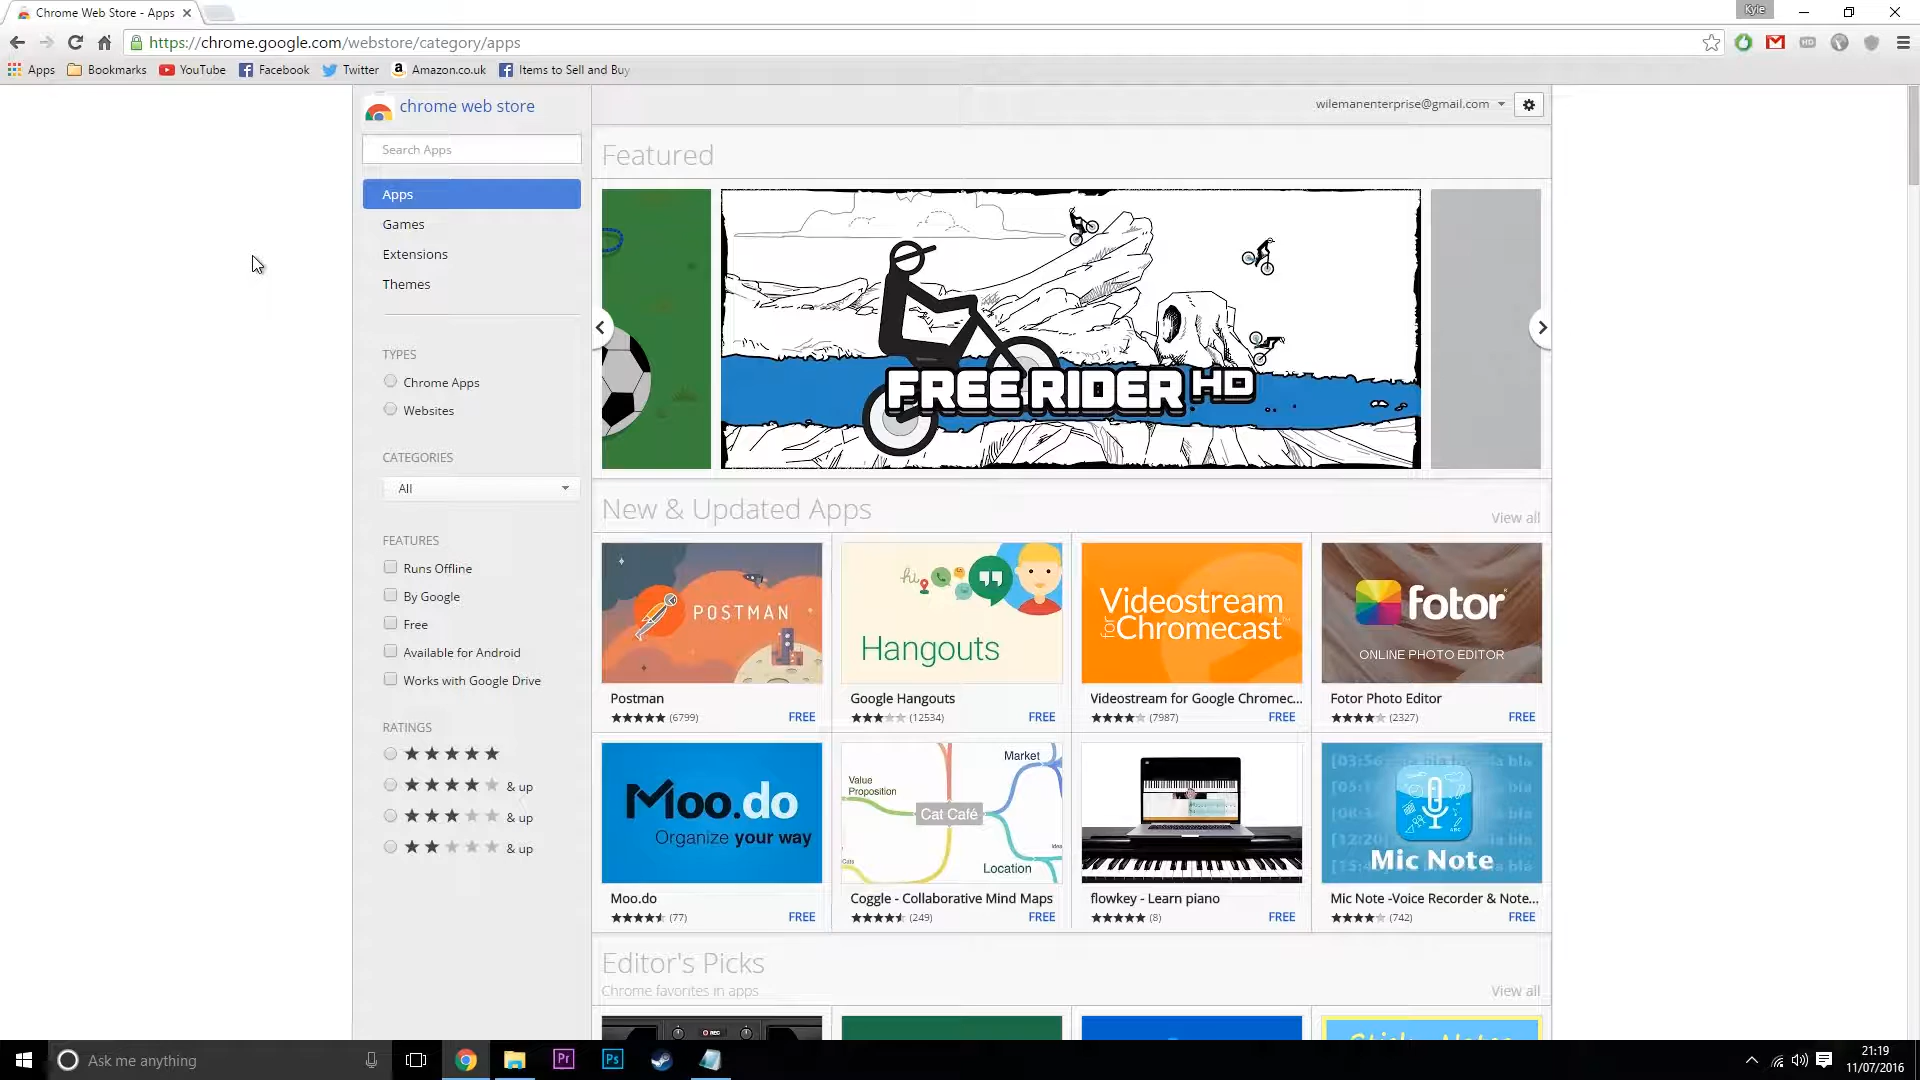 Chrome Web Store - Apps
Kyle
https://chrome.google.com/webstore/category/apps
Apps
Bookmarks
YouTube
Facebook
Twitter
Amazon.co.uk
Items to Sell and Buy
chrome web store
wilemanenterprise@gmail.com
Search Apps
Apps
Games
Extensions
Themes
TYPES
Chrome Apps
Websites
CATEGORIES
All
FEATURES
Runs Offline
By Google
Free
Available for Android
Works with Google Drive
RATINGS
& up
& up
& up
Featured
FREE RIDER HD
New & Updated Apps
View all
POSTMAN
Postman
(6799)
FREE
hi
Hangouts
Google Hangouts
(12534)
FREE
Videostream
for Chromecast
Videostream for Google Chromec...
(7987)
FREE
fotor
ONLINE PHOTO EDITOR
Fotor Photo Editor
(2327)
FREE
Moo.do
Organize your way
Moo.do
(77)
FREE
Market
Value
Proposition
Cat Café
Location
Cats
Coggle - Collaborative Mind Maps
(249)
FREE
flowkey - Learn piano
(8)
FREE
Mic Note
Mic Note -Voice Recorder & Note...
(742)
FREE
Editor's Picks
Chrome favorites in apps
View all
REC
Ask me anything
Pr
Ps
21:19
11/07/2016